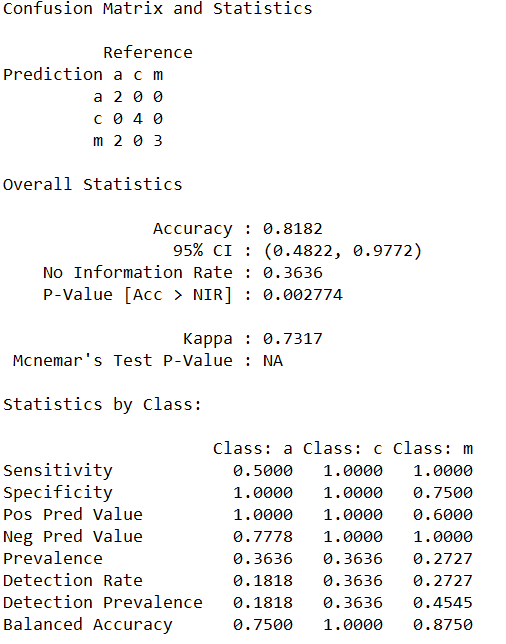 Confusion Matrix and Statistics
Reference
Prediction a c m
a 2 0 0
c 0 4 0
m 2 0 3
Overall Statistics
Accuracy : 0.8182
95% CI : (0.4822, 0.9772)
No Information Rate : 0.3636
P-Value [Acc > NIR] : 0.002774
Kappa : 0.7317
Mcnemar's Test P-Value : NA
Statistics by Class:
Class: a Class: c Class: m
Sensitivity 0.5000 1.0000 1.0000
Specificity 1.0000 1.0000 0.7500
Pos Pred Value 1.0000 1.0000 0.6000
Neg Pred Value 0.7778 1.0000 1.0000
Prevalence 0.3636 0.3636 0.2727
Detection Rate 0.1818 0.3636 0.2727
Detection Prevalence 0.1818 0.3636 0.4545
Balanced Accuracy 0.7500 1.0000 0.8750